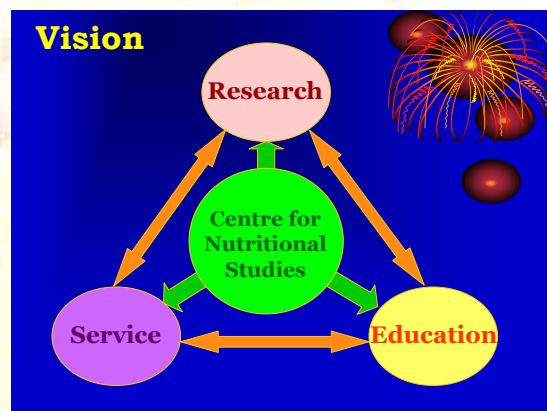 Vision
Research
Centre for
Nutritional
Studies
Service
Education